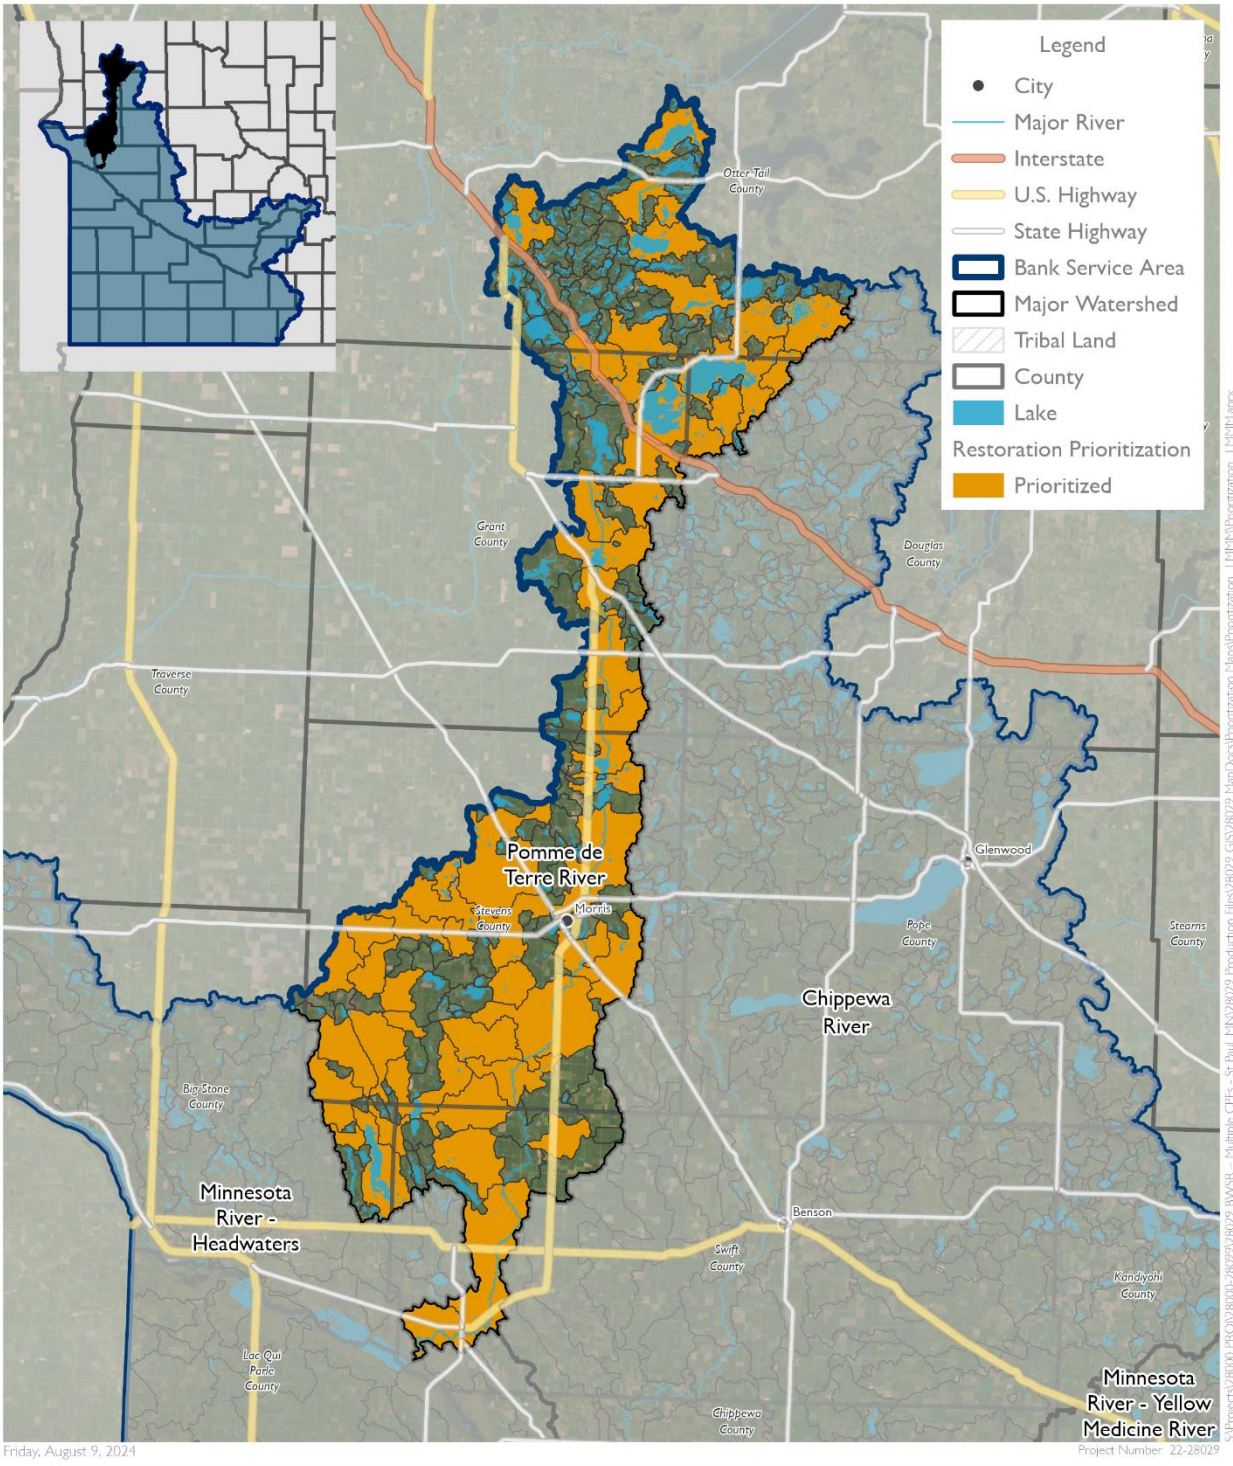 Legend
City
Major River
Interstate
U.S. Highway
State Highway
Bank Service Area
Major Watershed
Tribal Land
County
Lake
Restoration Prioritization
Prioritized
Otter Tail
County
Grant
County
Douglas
County
Traverse
County
Pomme de
Terre River
Glenwood
Morris
Stevens
County
Pope
County
Stearns
County
Chippewa
River
Big Stone
County
Minnesota
River -
Headwaters
Benson
Swift
County
Kandiyohi
County
Lac Qui
Parle
County
Minnesota
River - Yellow
Medicine River
Chippewa
County
Friday, August 9, 2024
Project Number 22-28029